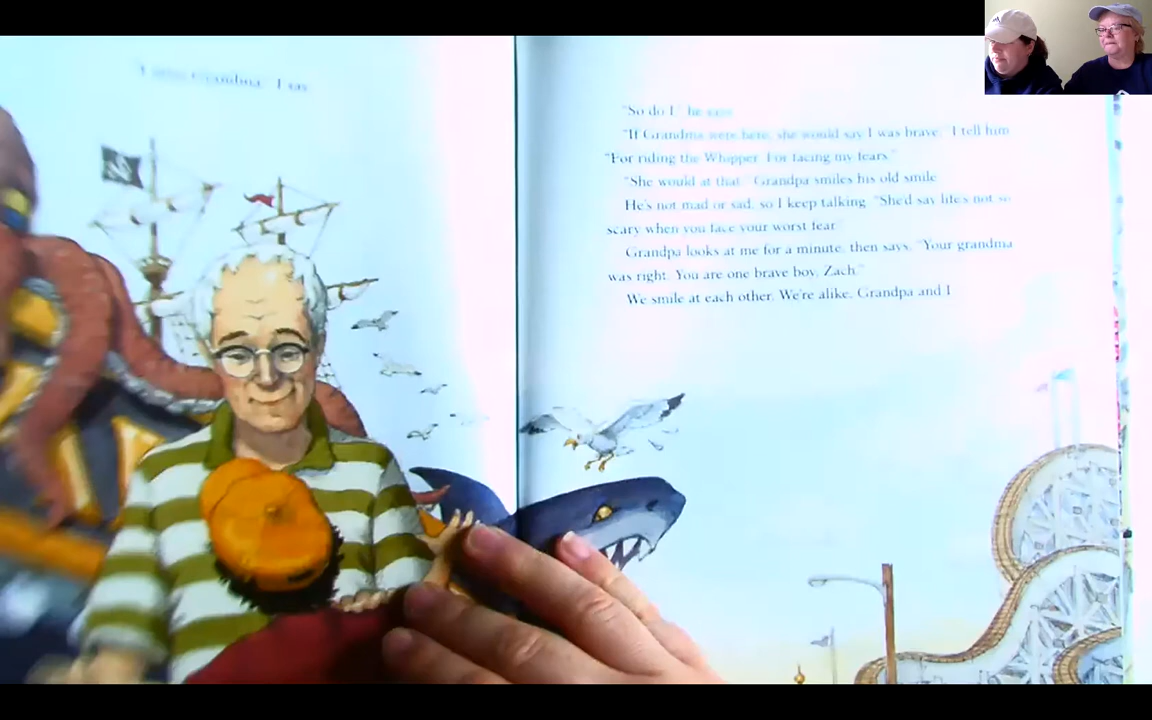 "I miss Grandma," I say.
"So do I," he says.
"If Grandma were here, she would say I was brave," I tell him.
"For riding the Whipper. For facing my fears."
"She would at that." Grandpa smiles his old smile.
He's not mad or sad, so I keep talking. "She'd say life's not so
scary when you face your worst fear."
Grandpa looks at me for a minute, then says, "Your grandma
was right. You are one brave boy, Zach."
We smile at each other. We're alike, Grandpa and I.